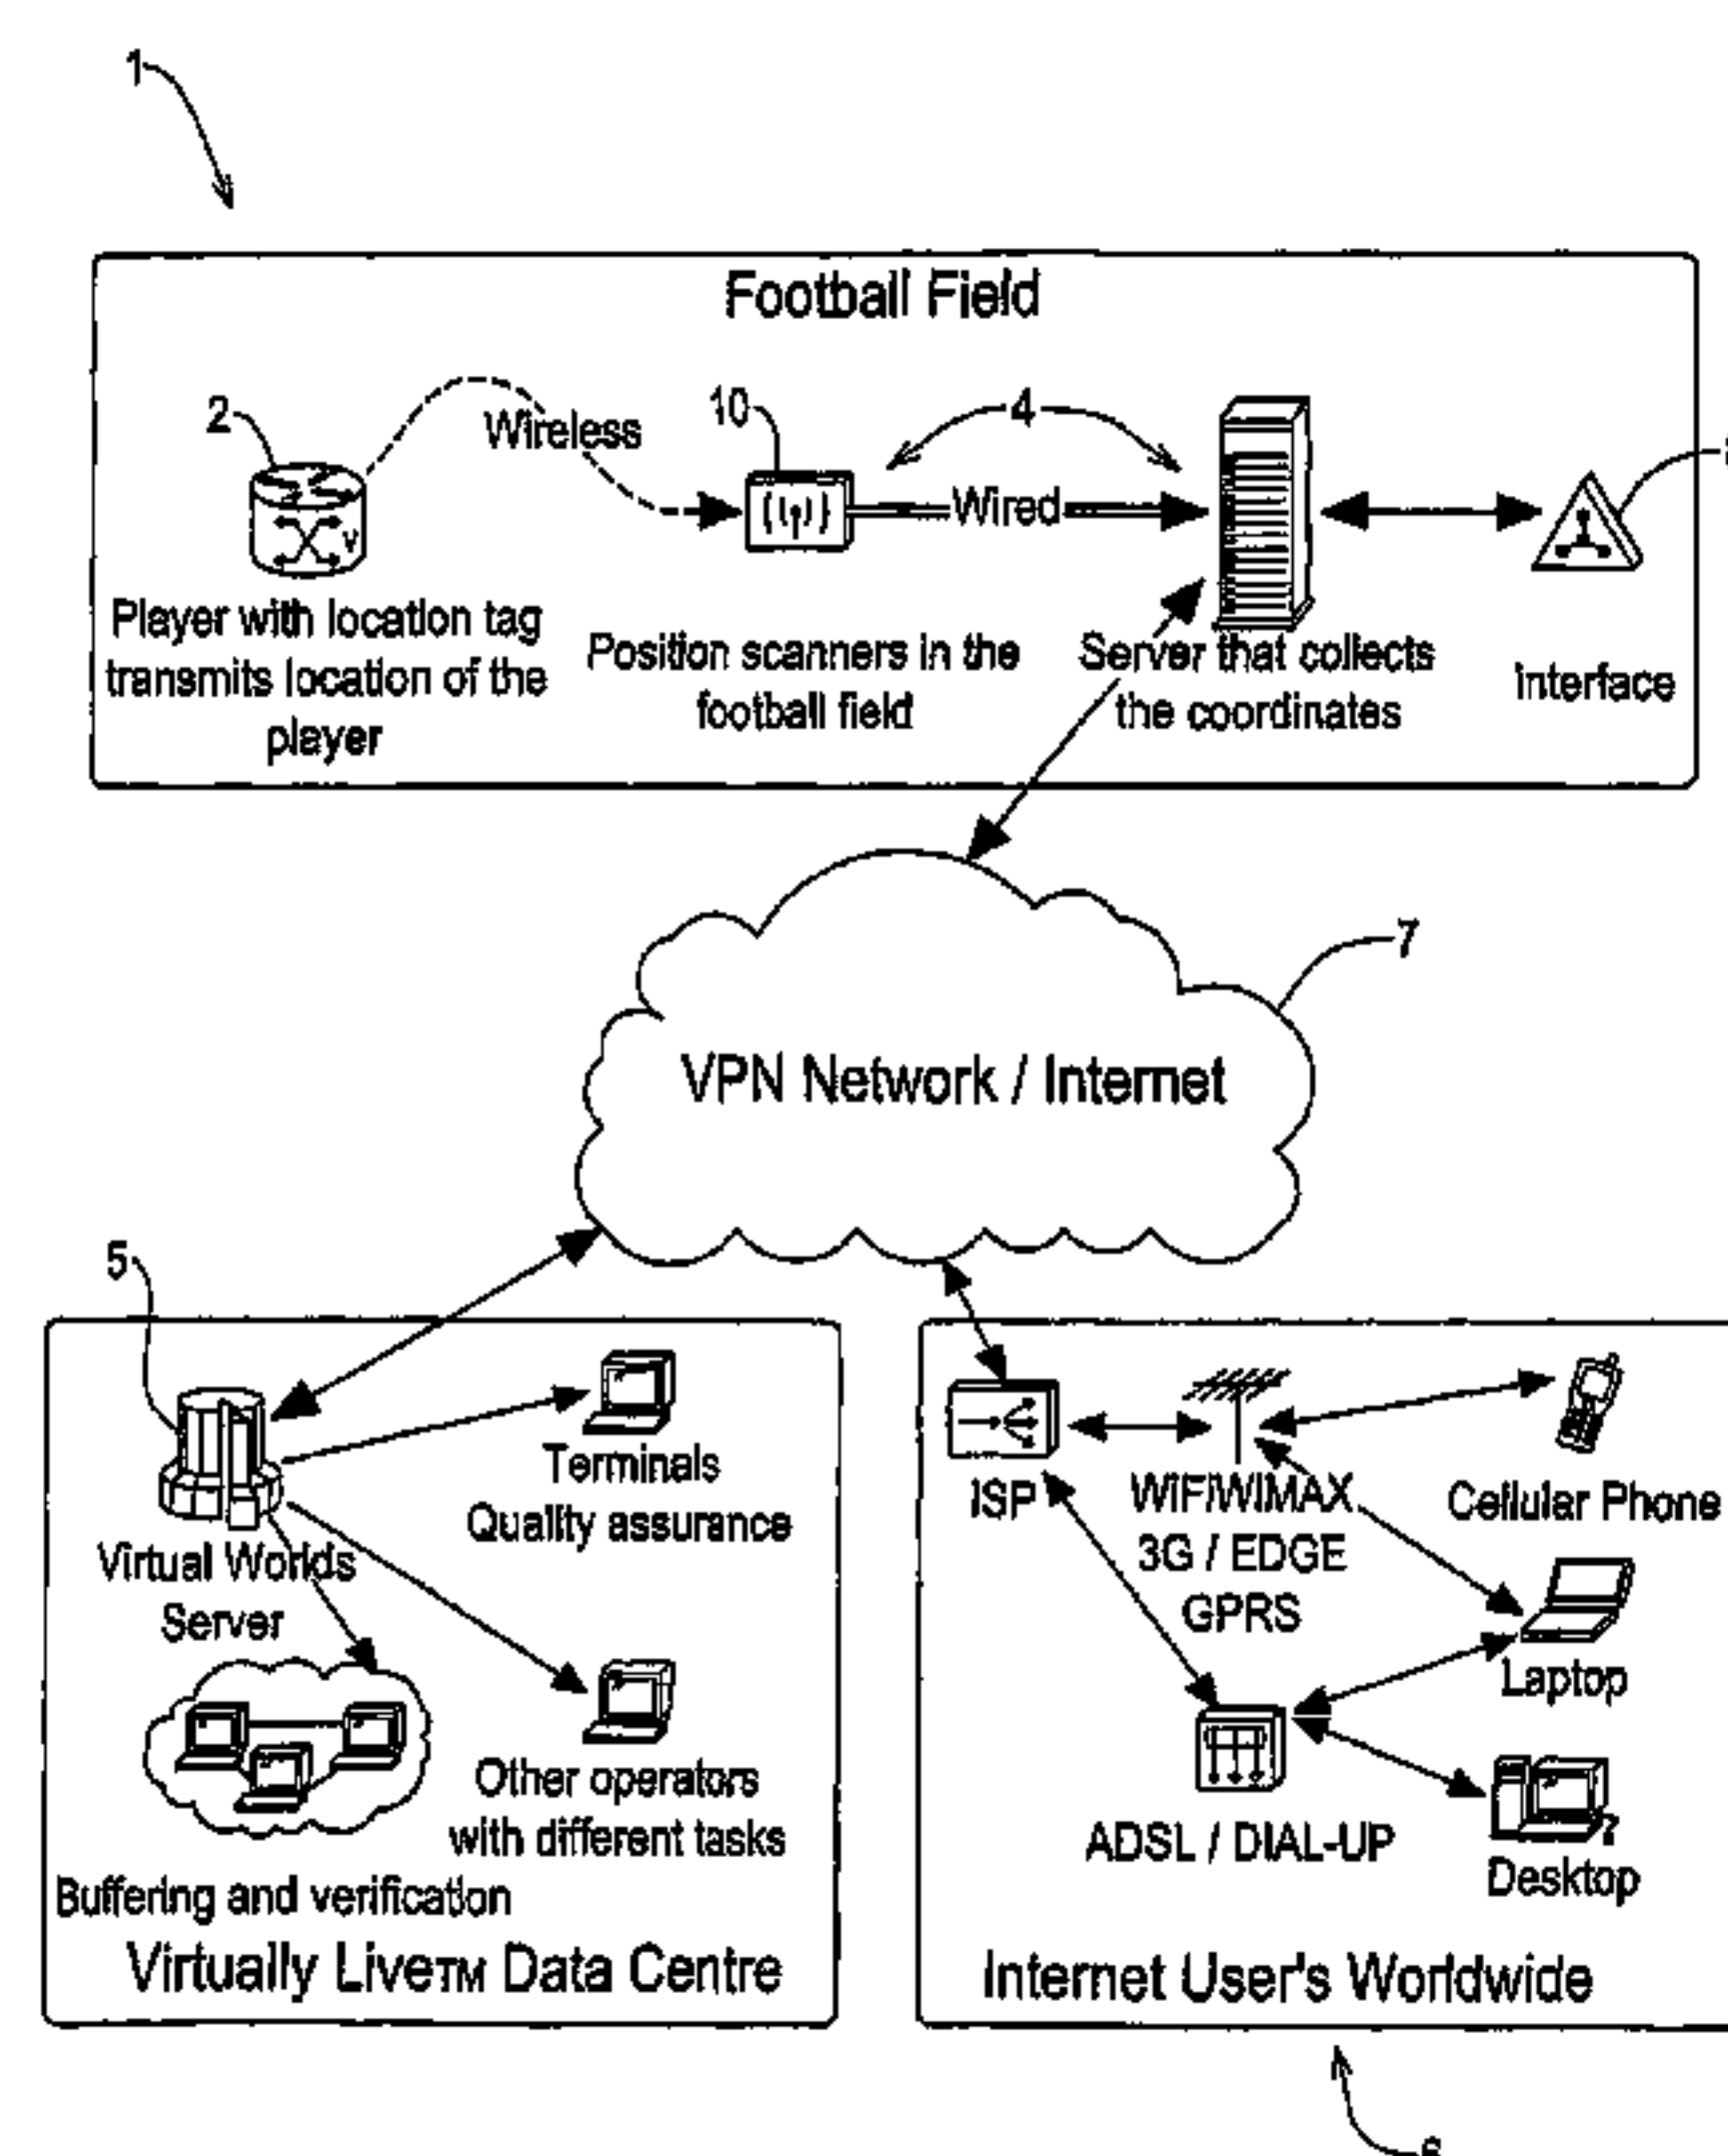 1
Football Field
2
Wireless
10
4
Wired
V
Player with location tag
transmits location of the
player
Position scanners in the
football field
Server that collects
the coordinates
interface
7
VPN Network / Internet
5
Terminals
Quality assurance
Virtual Worlds
Server
Other operators
with different tasks
Buffering and verification
Virtually Live™ Data Centre
ISP
WIFI/WIMAX
3G / EDGE
GPRS
Cellular Phone
Laptop
ADSL / DIAL-UP
Desktop
Internet User's Worldwide